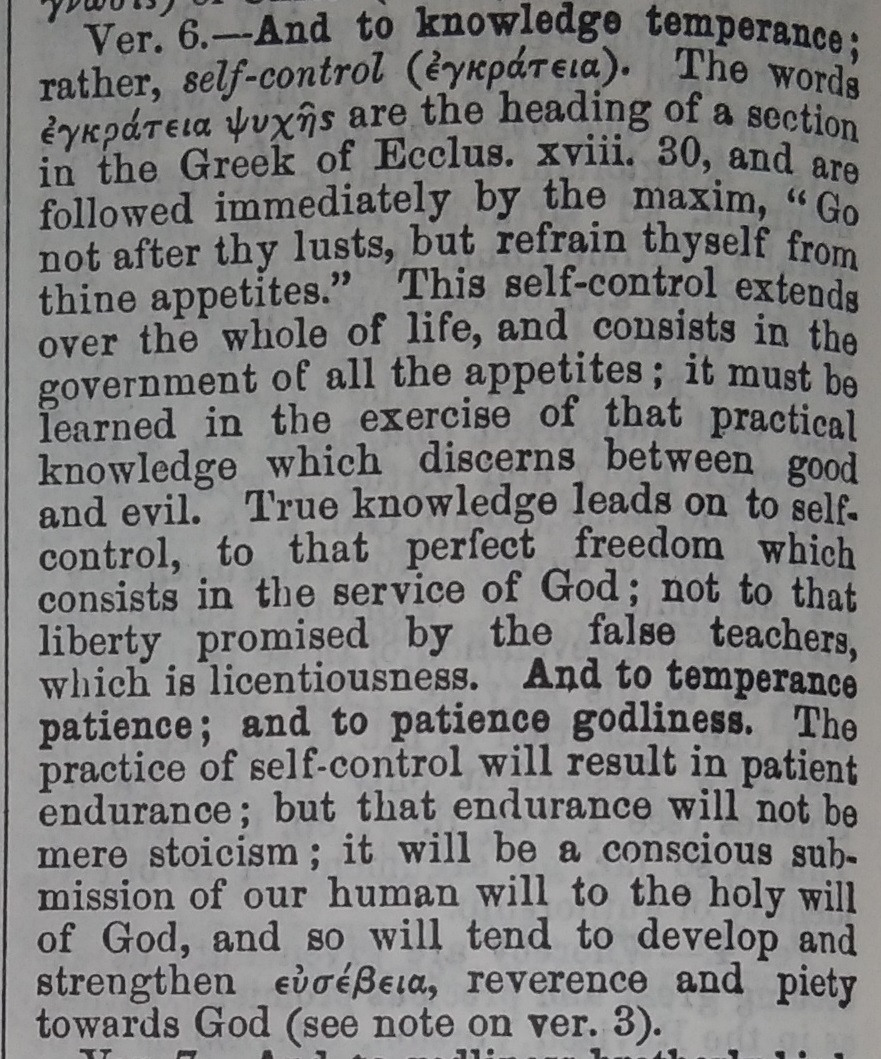 Ver. 6.—And to knowledge temperance;
rather, self-control (ἐγκράτεια). The words
ἐγκράτεια ψυχῆς are the heading of a section
in the Greek of Ecclus. xviii. 30, and are
followed immediately by the maxim, “Go
not after thy lusts, but refrain thyself from
thine appetites.” This self-control extends
over the whole of life, and consists in the
government of all the appetites; it must be
learned in the exercise of that practical
knowledge which discerns between good
and evil. True knowledge leads on to self-
control, to that perfect freedom which
consists in the service of God; not to that
liberty promised by the false teachers,
which is licentiousness. And to temperance
patience; and to patience godliness. The
practice of self-control will result in patient
endurance; but that endurance will not be
mere stoicism; it will be a conscious sub-
mission of our human will to the holy will
of God, and so will tend to develop and
strengthen εὐσέβεια, reverence and piety
towards God (see note on ver. 3).